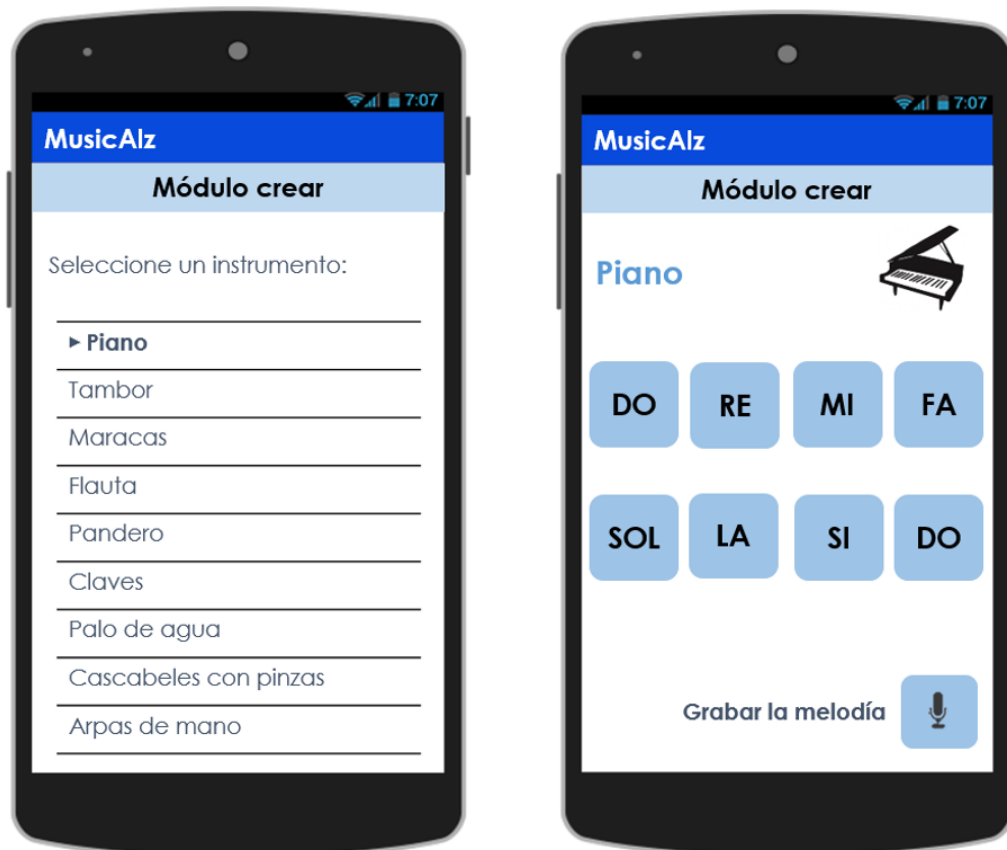 7:07
MusicAlz
Módulo crear
Seleccione un instrumento:
▸ Piano
Tambor
Maracas
Flauta
Pandero
Claves
Palo de agua
Cascabeles con pinzas
Arpas de mano
7:07
MusicAlz
Módulo crear
Piano
DO RE MI FA
SOL LA SI DO
Grabar la melodía